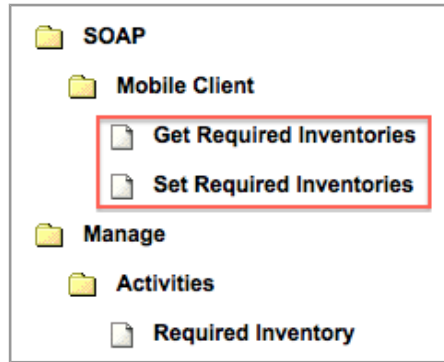 SOAP
Mobile Client
Get Required Inventories
Set Required Inventories
Manage
Activities
Required Inventory